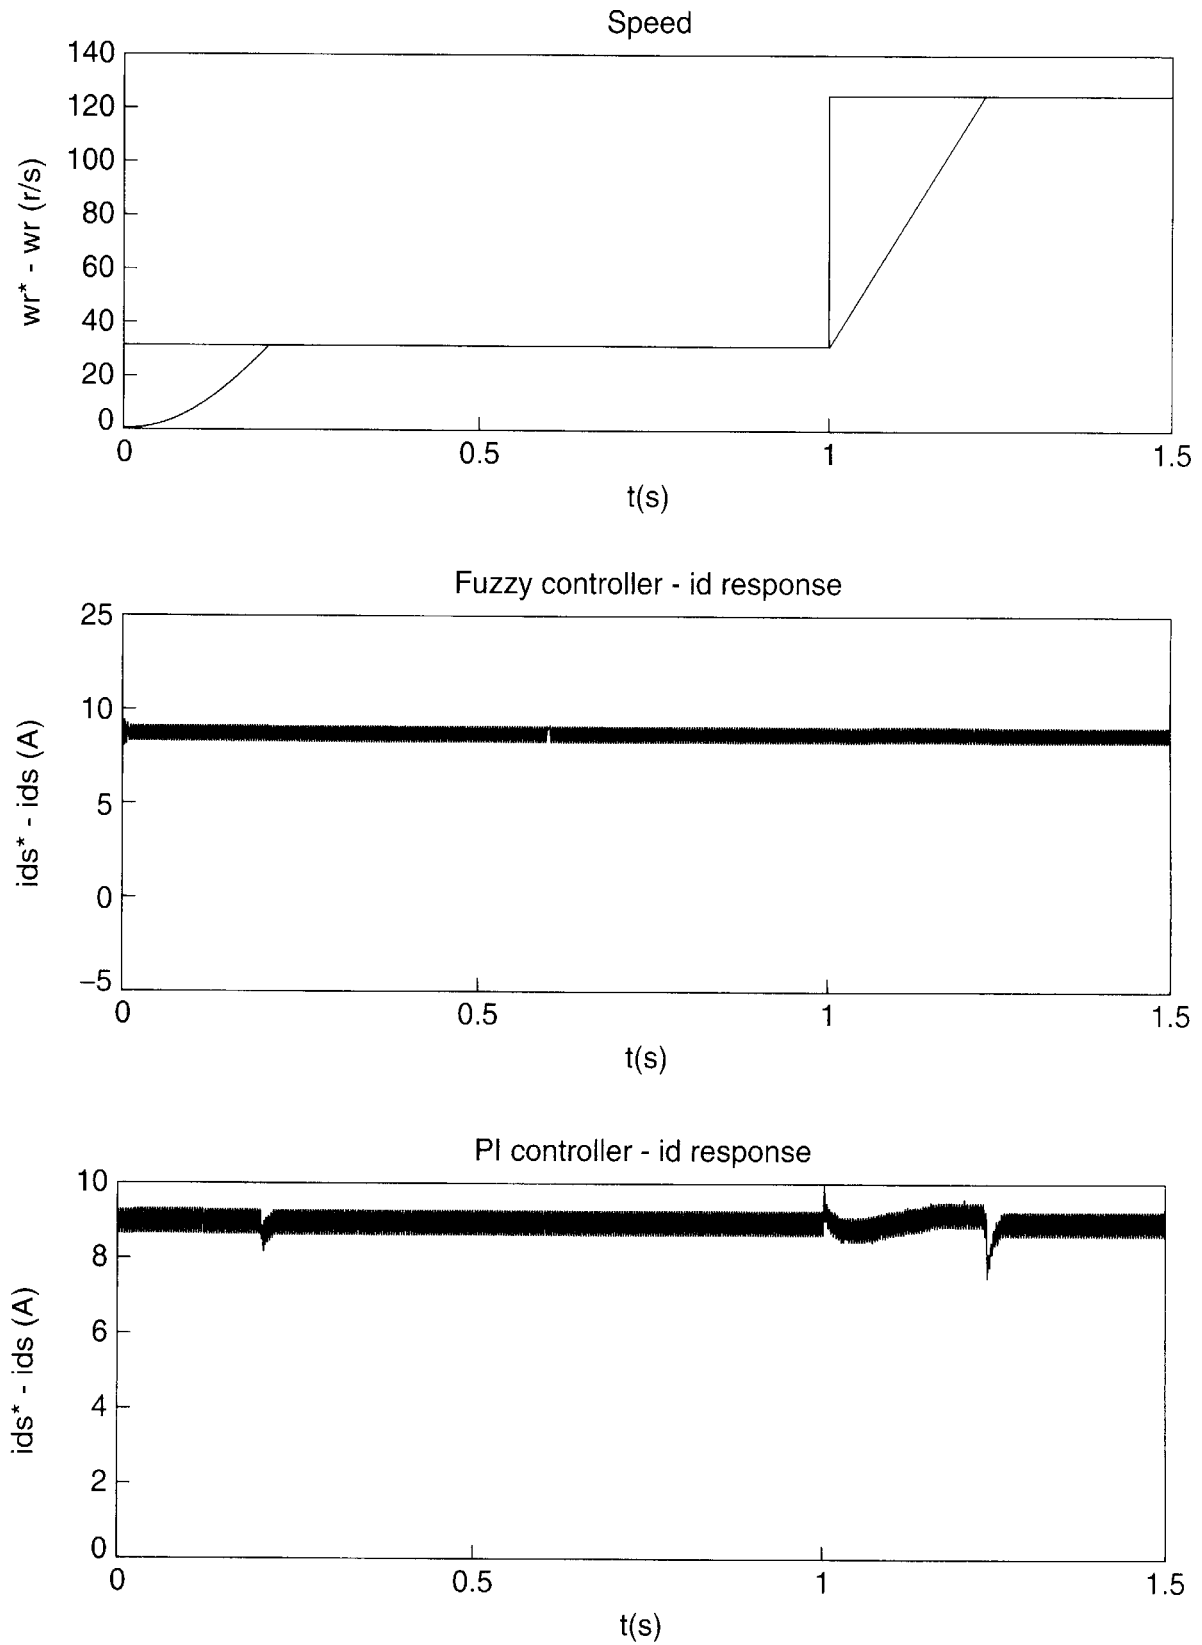 Speed
140
120
100
80
60
40
20
0
wr* - wr (r/s)
0 0.5 1 1.5
t(s)
Fuzzy controller - id response
25
10
5
0
–5
ids* - ids (A)
0 0.5 1 1.5
t(s)
PI controller - id response
10
8
6
4
2
0
ids* - ids (A)
0 0.5 1 1.5
t(s)